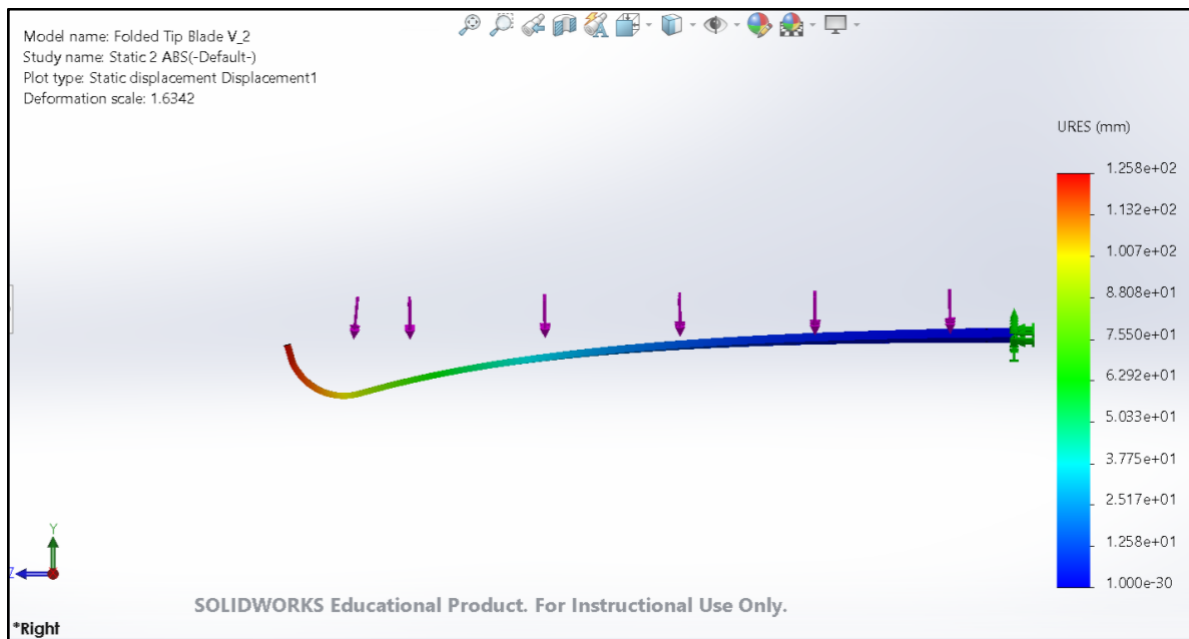 Model name: Folded Tip Blade V_2
Study name: Static 2 ABS(-Default-)
Plot type: Static displacement Displacement1
Deformation scale: 1.6342
URES (mm)
1.258e+02
1.132e+02
1.007e+02
8.808e+01
7.550e+01
6.292e+01
5.033e+01
3.775e+01
2.517e+01
1.258e+01
1.000e-30
Y
Z
SOLIDWORKS Educational Product. For Instructional Use Only.
*Right